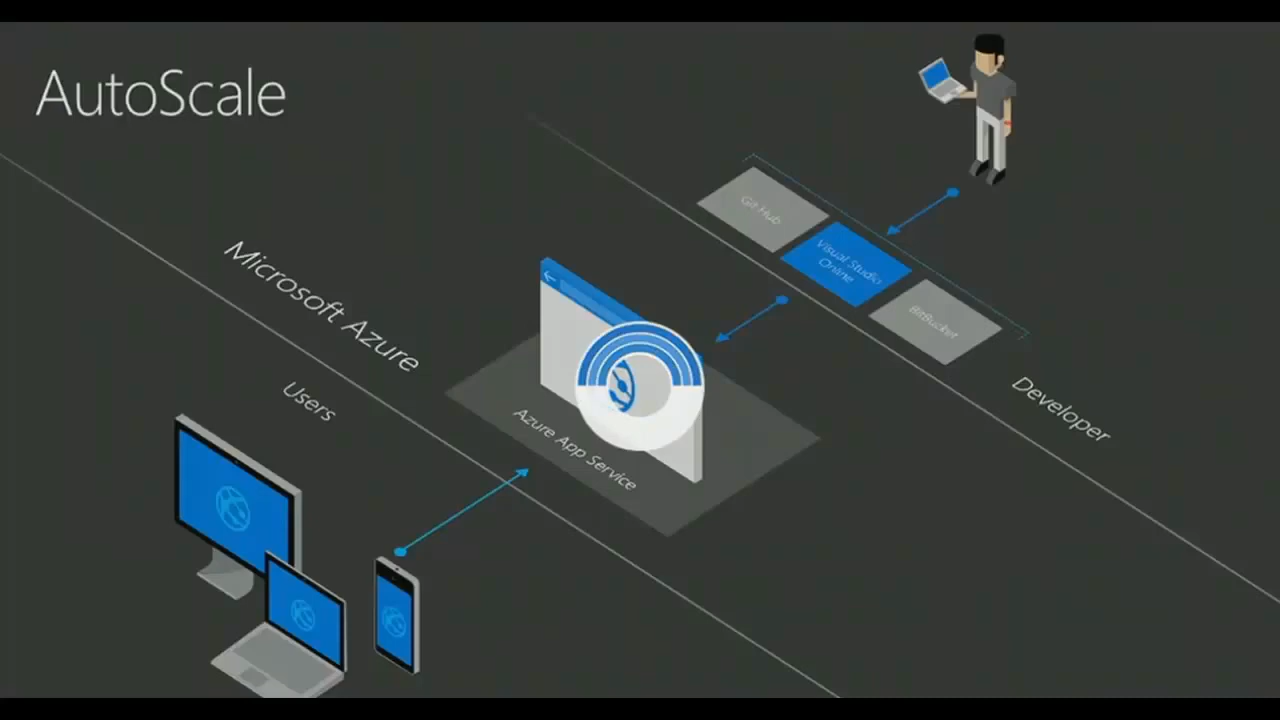 AutoScale
Git Hub
Visual Studio
Online
BitBucket
Microsoft Azure
Users
Azure App Service
Developer